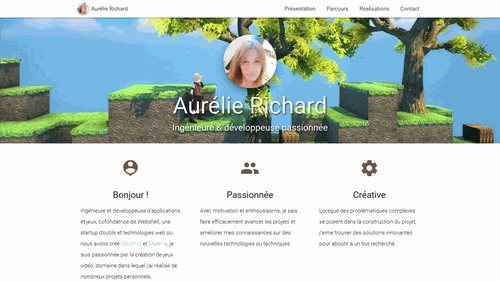 Aurélie Richard Présentation Parcours Réalisations Contact
Aurélie Richard
Ingénieure & développeuse passionnée
Bonjour !
Ingénieure et développeuse d'applications
et jeux, cofondatrice de Webshell, une
startup d'outils et technologies web où
nous avons créé OAuth.io et Materia, je
suis passionnée par la création de jeux
vidéo, domaine dans lequel j'ai réalisé de
nombreux projets personnels.
Passionnée
Avec motivation et enthousiasme, je sais
faire efficacement avancer les projets et
améliorer mes connaissances sur des
nouvelles technologies ou techniques.
Créative
Lorsque des problématiques complexes
se posent dans la construction du projet,
j'aime trouver des solutions innovantes
pour aboutir à un but recherché.